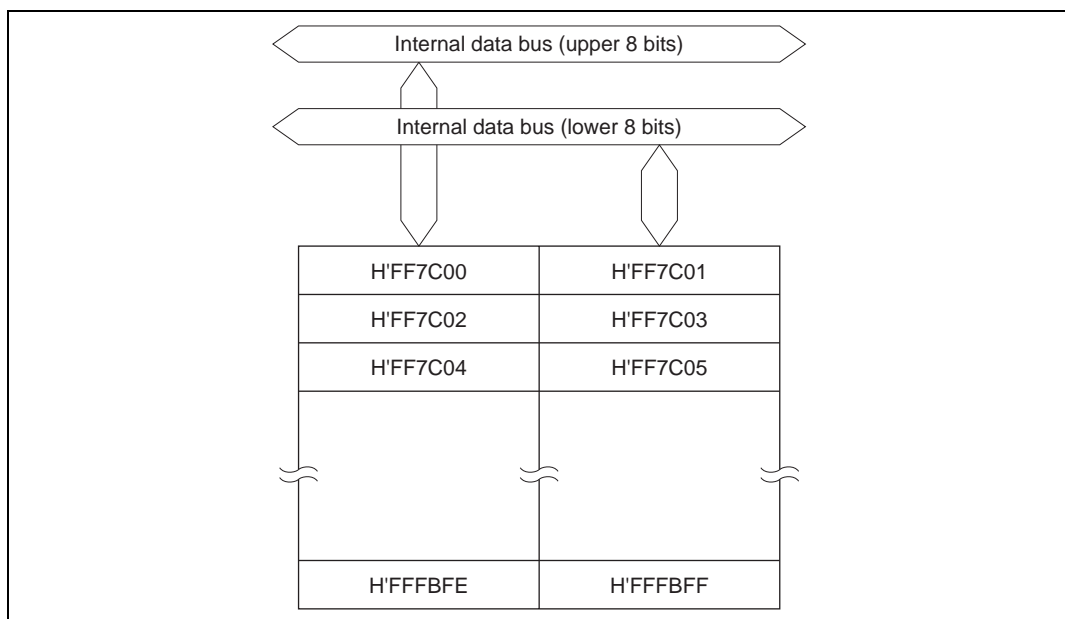 Internal data bus (upper 8 bits)
Internal data bus (lower 8 bits)
H'FF7C00 H'FF7C01
H'FF7C02 H'FF7C03
H'FF7C04 H'FF7C05
H'FFFBFE H'FFFBFF